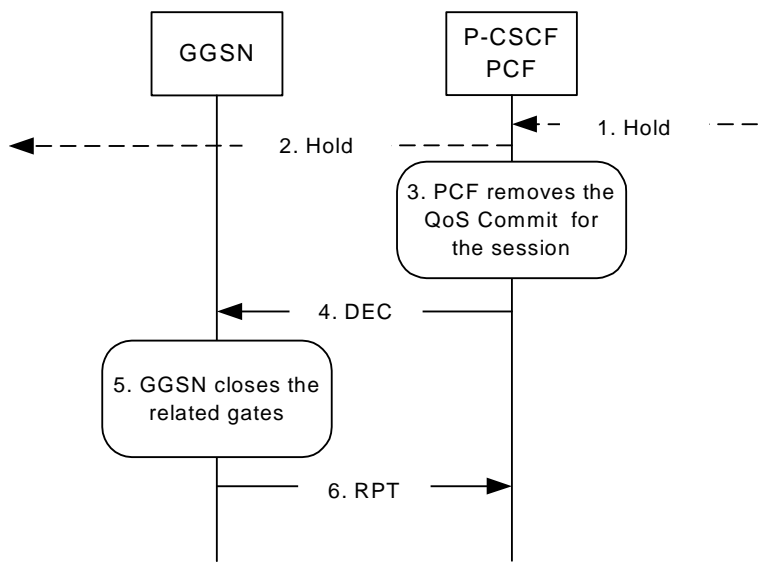 GGSN
P-CSCF
PCF
1. Hold
2. Hold
3. PCF removes the
QoS Commit for
the session
4. DEC
5. GGSN closes the
related gates
6. RPT